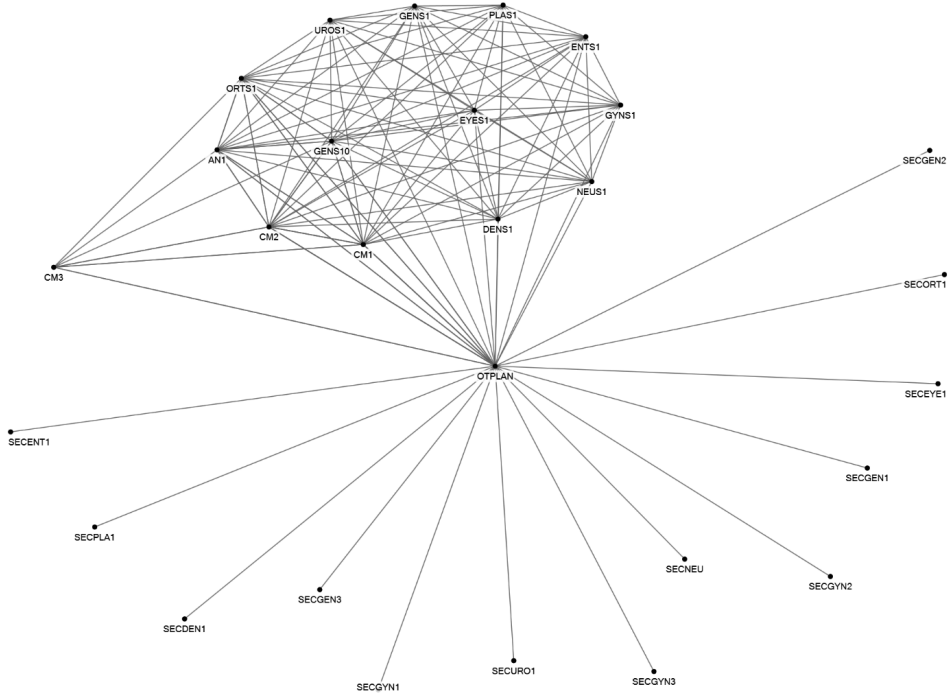 GENS1
PLAS1
UROS1
ENTS1
ORTS1
EYES1
GYNS1
AN1
GENS10
SECGEN2
NEUS1
DENS1
CM2
CM1
CM3
SECORT1
OTPLAN
SECEYE1
SECENT1
SECGEN1
SECPLA1
SECNEU
SECGYN2
SECGEN3
SECDEN1
SECURO1
SECGYN3
SECGYN1